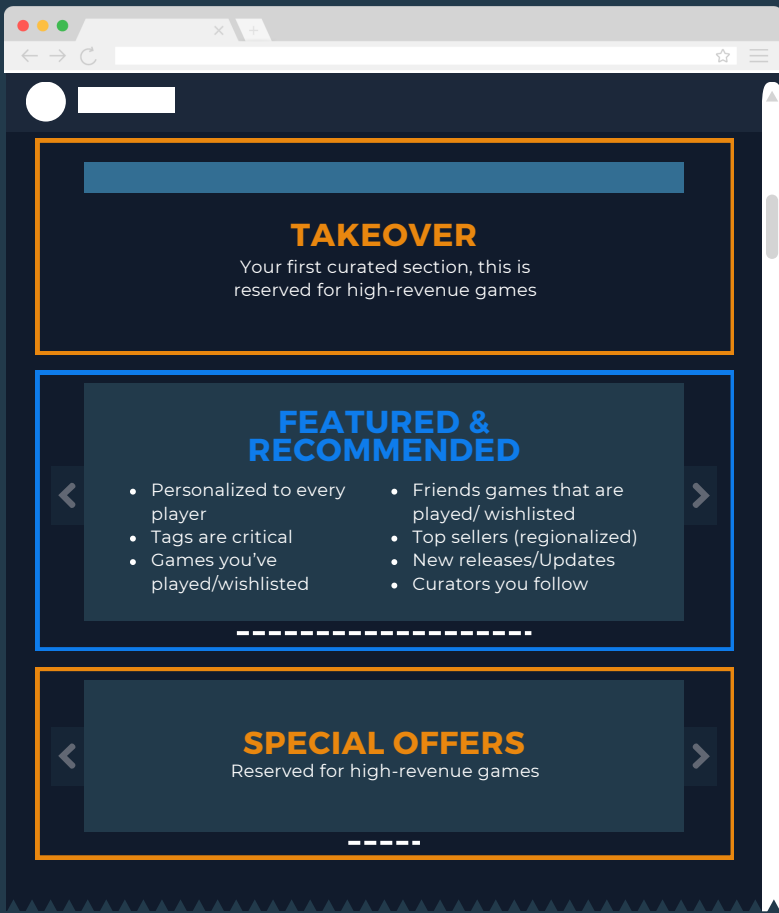 TAKEOVER
Your first curated section, this is
reserved for high-revenue games
FEATURED &
RECOMMENDED
• Personalized to every
player
• Tags are critical
• Games you’ve
played/wishlisted
• Friends games that are
played/ wishlisted
• Top sellers (regionalized)
• New releases/Updates
• Curators you follow
SPECIAL OFFERS
Reserved for high-revenue games